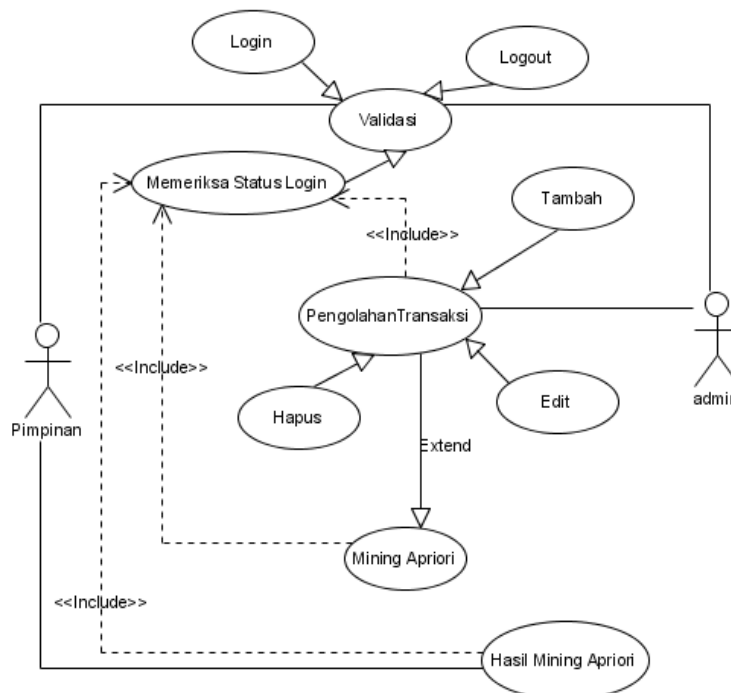 Login
Logout
Validasi
Memeriksa Status Login
Tambah
<<Include>>
PengolahanTransaksi
<<Include>>
Hapus
Edit
admin
Pimpinan
Extend
Mining Apriori
<<Include>>
Hasil Mining Apriori